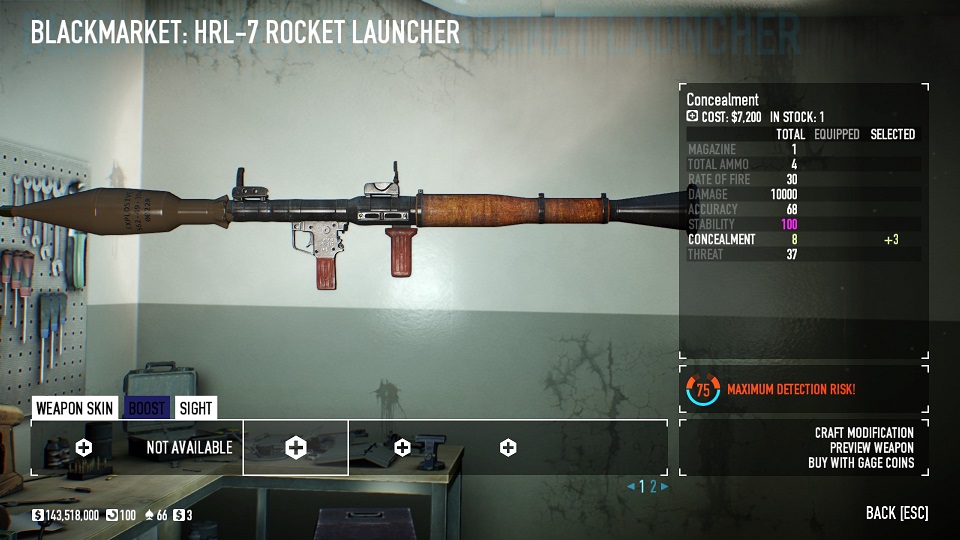 BLACKMARKET: HRL-7 ROCKET LAUNCHER
Concealment
COST: $7,200 IN STOCK: 1
TOTAL EQUIPPED SELECTED
MAGAZINE 1
TOTAL AMMO 4
RATE OF FIRE 30
DAMAGE 10000
ACCURACY 68
STABILITY 100
CONCEALMENT 8 +3
THREAT 37
75 MAXIMUM DETECTION RISK!
WEAPON SKIN BOOST SIGHT
NOT AVAILABLE
CRAFT MODIFICATION
PREVIEW WEAPON
BUY WITH GAGE COINS
1 2
$143,518,000 100 66 $3
BACK [ESC]